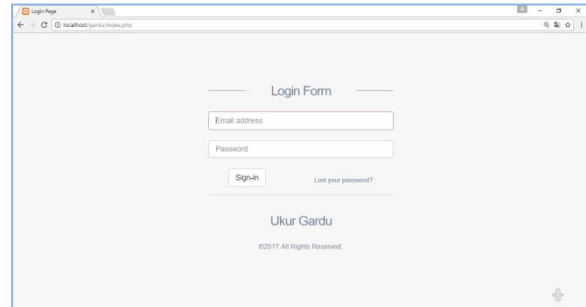 Login Page
localhost/gardu/index.php
Login Form
Email address
Password
Sign-in
Lost your password?
Ukur Gardu
©2017 All Rights Reserved